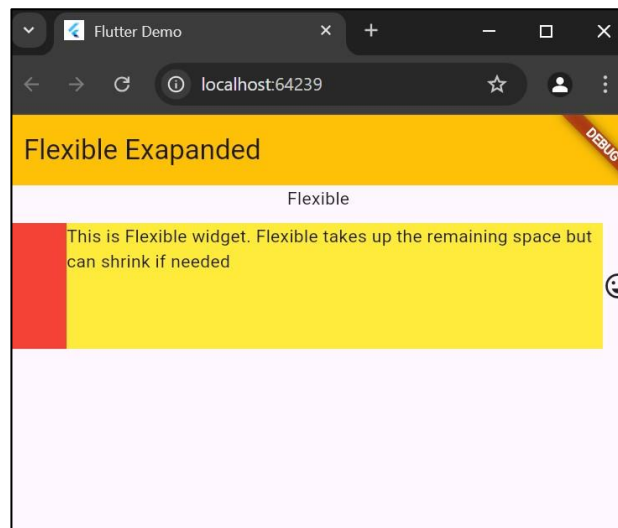 Flutter Demo
localhost:64239
Flexible Exapanded
DEBUG
Flexible
This is Flexible widget. Flexible takes up the remaining space but
can shrink if needed